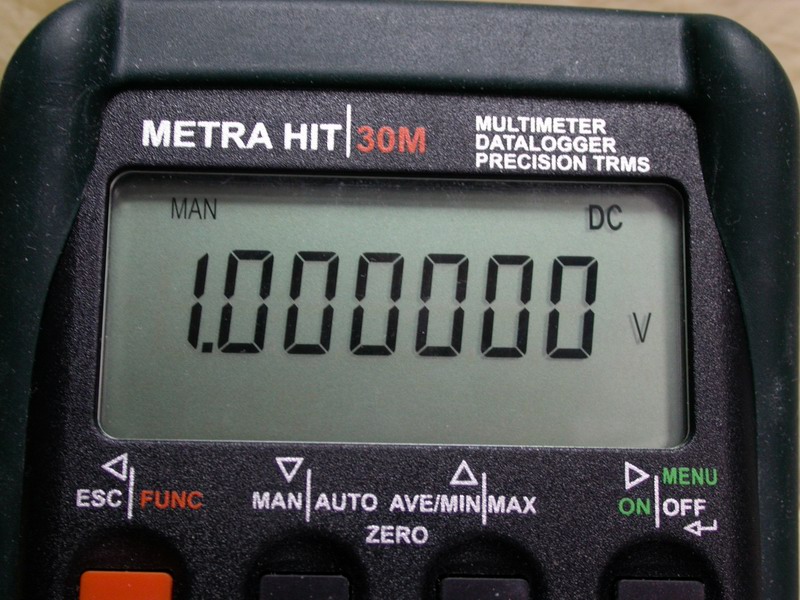 METRA HIT 30M
MULTIMETER
DATALOGGER
PRECISION TRMS
MAN DC
1.000000 V
ESC FUNC
MAN AUTO
AVE/MIN MAX
ZERO
MENU
ON OFF